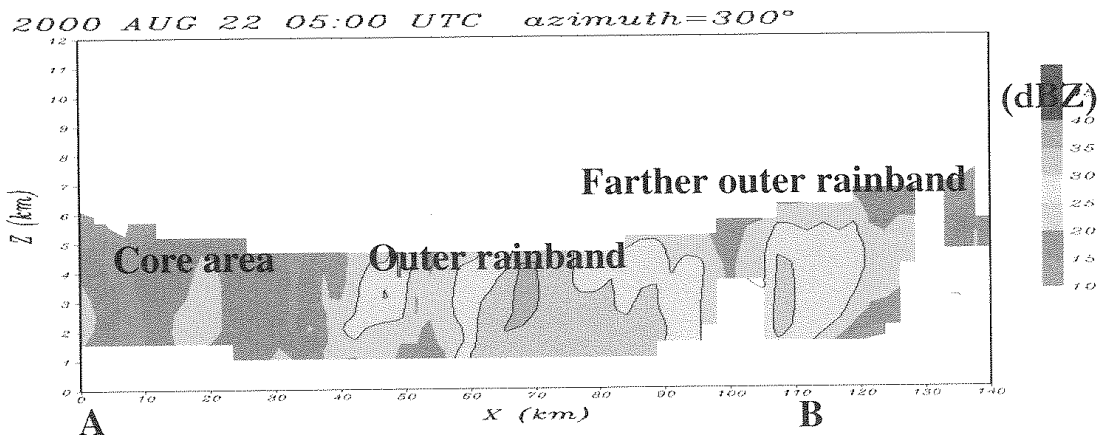 2000 AUG 22 05:00 UTC azimuth=300°
12
11
10
9
8
7
6
5
4
3
2
1
0
Z (km)
(dBZ)
40
35
30
25
20
15
10
Farther outer rainband
Core area
Outer rainband
0 10 20 30 40 50 60 70 80 90 100 110 120 130 140
X (km)
A B